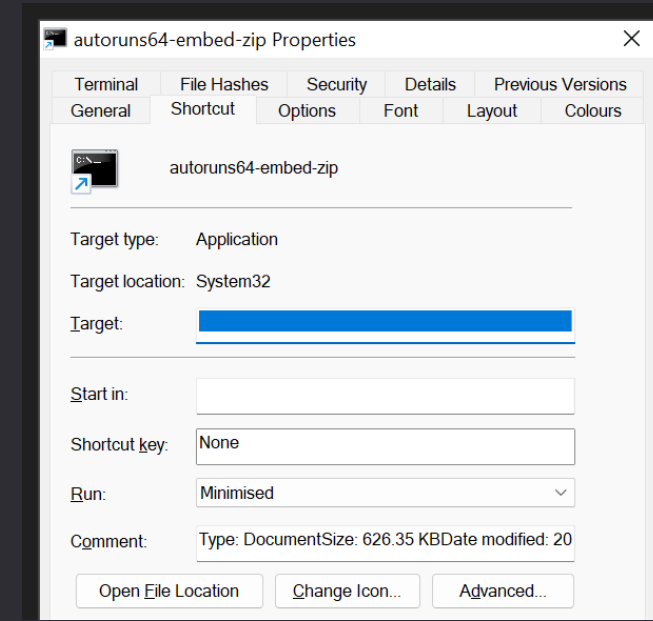 autoruns64-embed-zip Properties
Terminal File Hashes Security Details Previous Versions
General Shortcut Options Font Layout Colours
C:\_
autoruns64-embed-zip
Target type: Application
Target location: System32
Target:
Start in:
Shortcut key: None
Run: Minimised
Comment: Type: DocumentSize: 626.35 KBDate modified: 20
Open File Location Change Icon... Advanced...